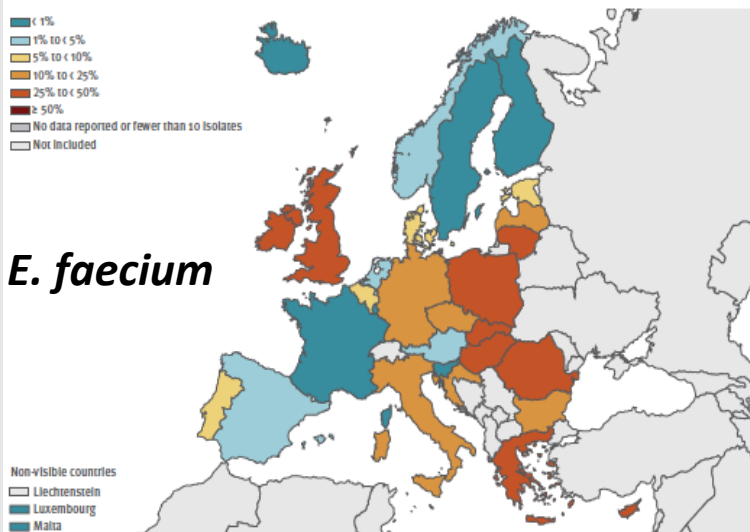 < 1%
1% to < 5%
5% to < 10%
10% to < 25%
25% to < 50%
≥ 50%
No data reported or fewer than 10 isolates
Not included
E. faecium
Non-visible countries
Liechtenstein
Luxembourg
Malta